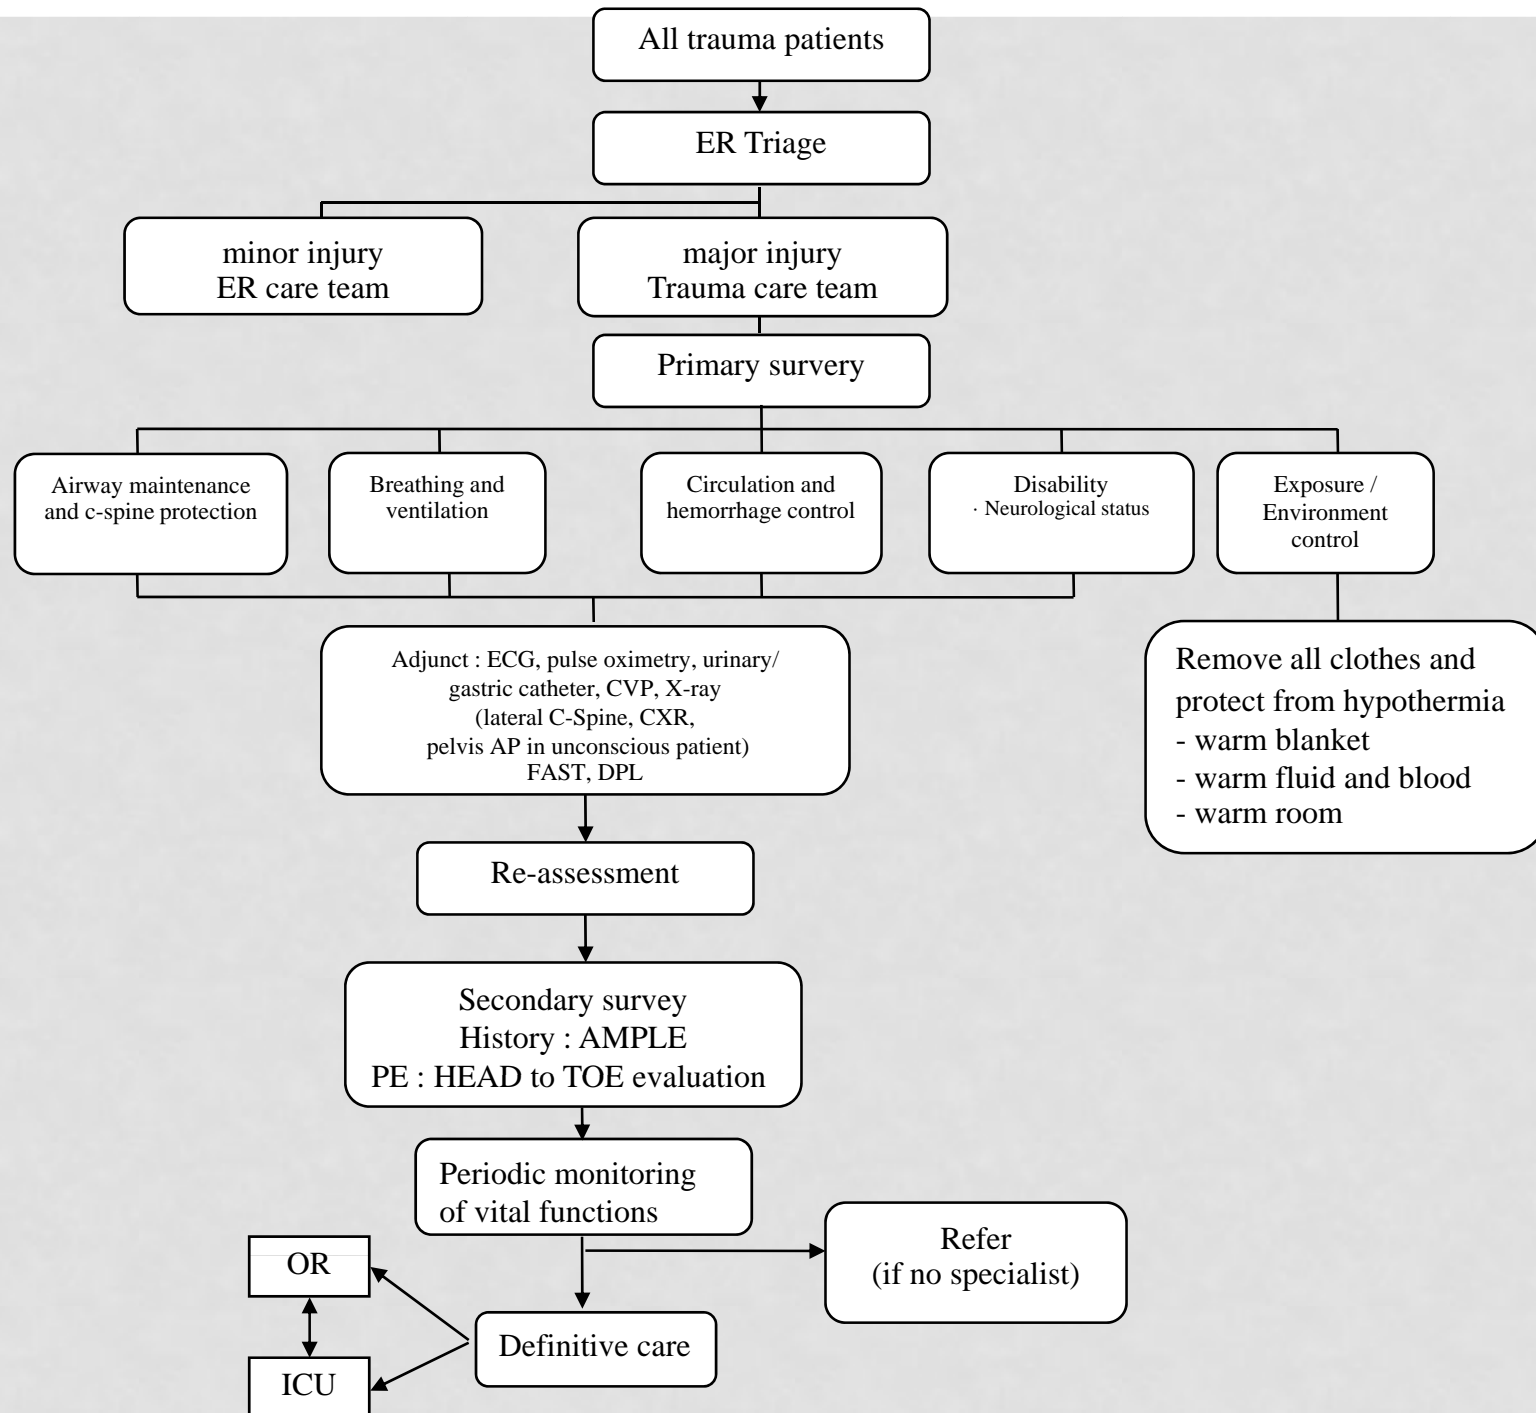 All trauma patients
ER Triage
minor injury
ER care team
major injury
Trauma care team
Primary survery
Airway maintenance
and c-spine protection
Breathing and
ventilation
Circulation and
hemorrhage control
Disability
· Neurological status
Exposure /
Environment
control
Adjunct : ECG, pulse oximetry, urinary/
gastric catheter, CVP, X-ray
(lateral C-Spine, CXR,
pelvis AP in unconscious patient)
FAST, DPL
Remove all clothes and
protect from hypothermia
- warm blanket
- warm fluid and blood
- warm room
Re-assessment
Secondary survey
History : AMPLE
PE : HEAD to TOE evaluation
Periodic monitoring
of vital functions
Refer
(if no specialist)
OR
Definitive care
ICU